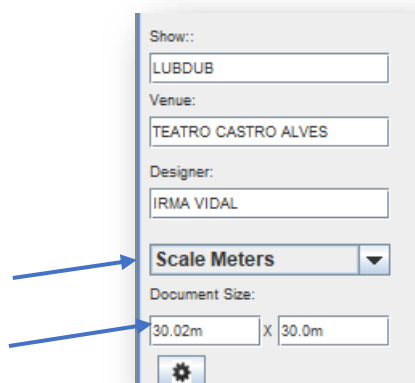 Show::
LUBDUB
Venue:
TEATRO CASTRO ALVES
Designer:
IRMA VIDAL
Scale Meters
Document Size:
30.02m X 30.0m